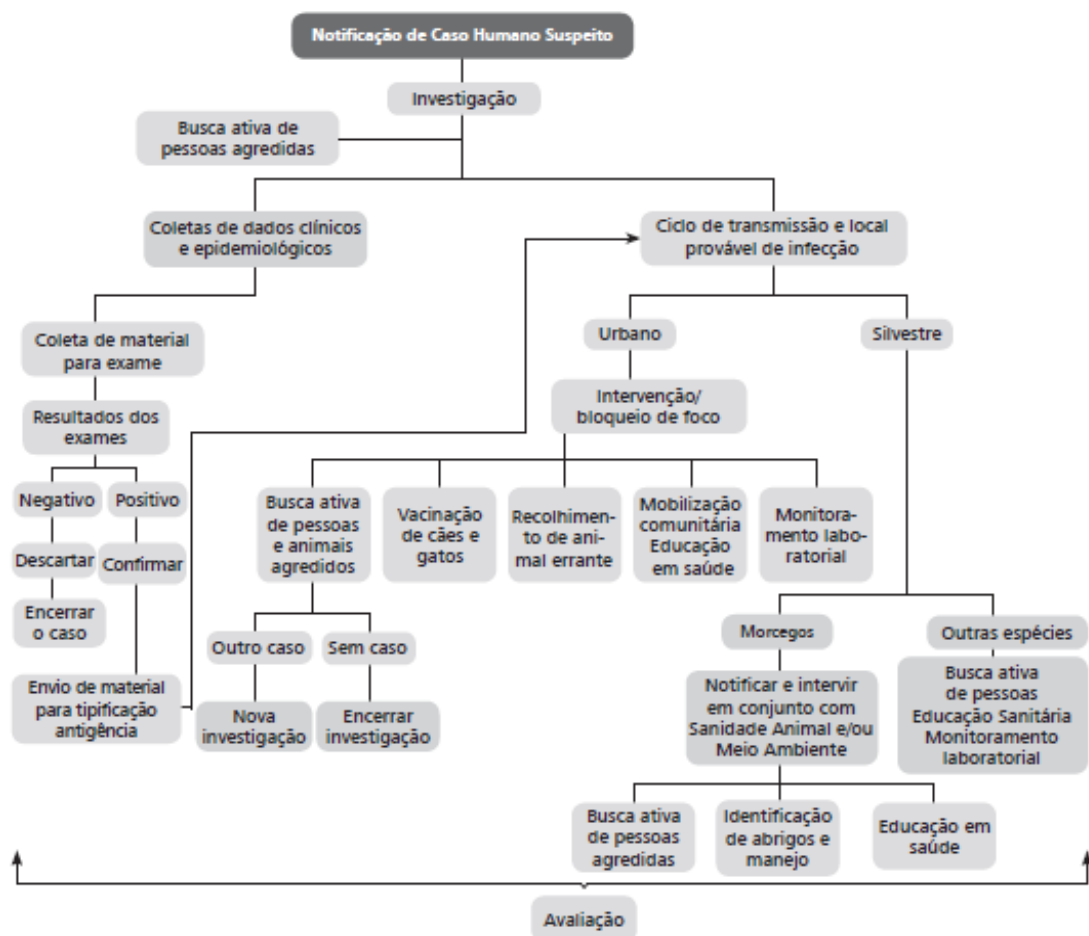 Notificação de Caso Humano Suspeito
Investigação
Busca ativa de
pessoas agredidas
Coletas de dados clínicos
e epidemiológicos
Ciclo de transmissão e local
provável de infecção
Coleta de material
para exame
Urbano
Silvestre
Intervenção/
bloqueio de foco
Resultados dos
exames
Negativo
Positivo
Descartar
Confirmar
Encerrar
o caso
Envio de material
para tipificação
antigência
Busca ativa
de pessoas
e animais
agredidos
Vacinação
de cães e
gatos
Recolhimen-
to de ani-
mal errante
Mobilização
comunitária
Educação
em saúde
Monitora-
mento labo-
ratorial
Outro caso
Sem caso
Nova
investigação
Encerrar
investigação
Morcegos
Outras espécies
Notificar e intervir
em conjunto com
Sanidade Animal e/ou
Meio Ambiente
Busca ativa
de pessoas
Educação Sanitária
Monitoramento
laboratorial
Busca ativa
de pessoas
agredidas
Identificação
de abrigos e
manejo
Educação em
saúde
Avaliação